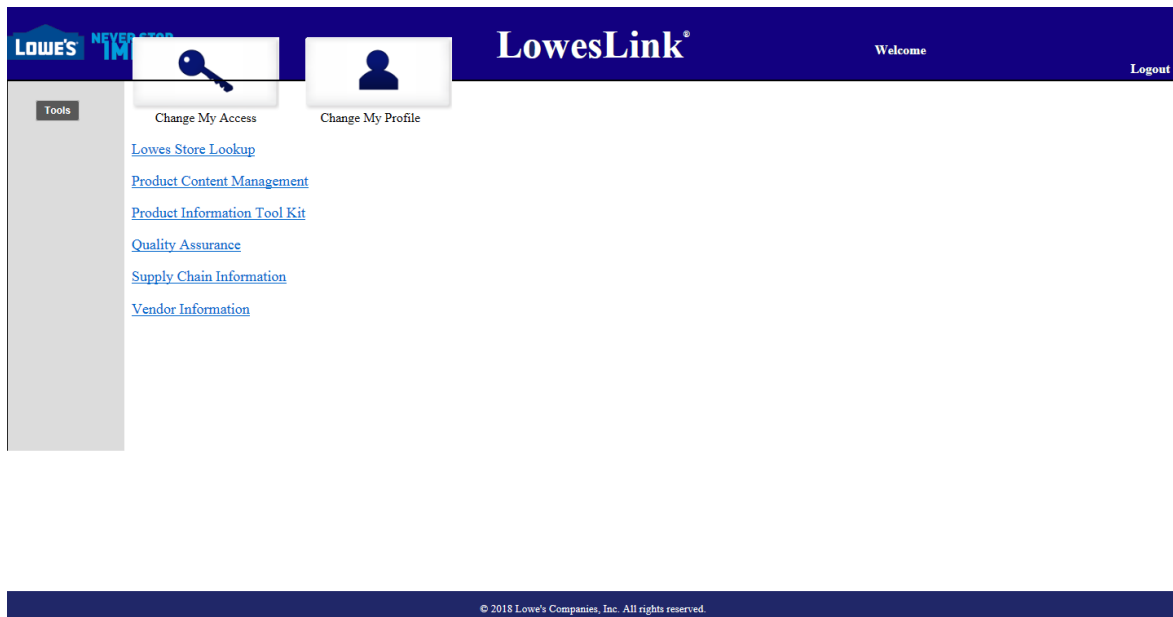 LOWE'S
LowesLink®
Welcome
Logout
Tools
Change My Access
Change My Profile
Lowes Store Lookup
Product Content Management
Product Information Tool Kit
Quality Assurance
Supply Chain Information
Vendor Information
© 2018 Lowe's Companies, Inc. All rights reserved.